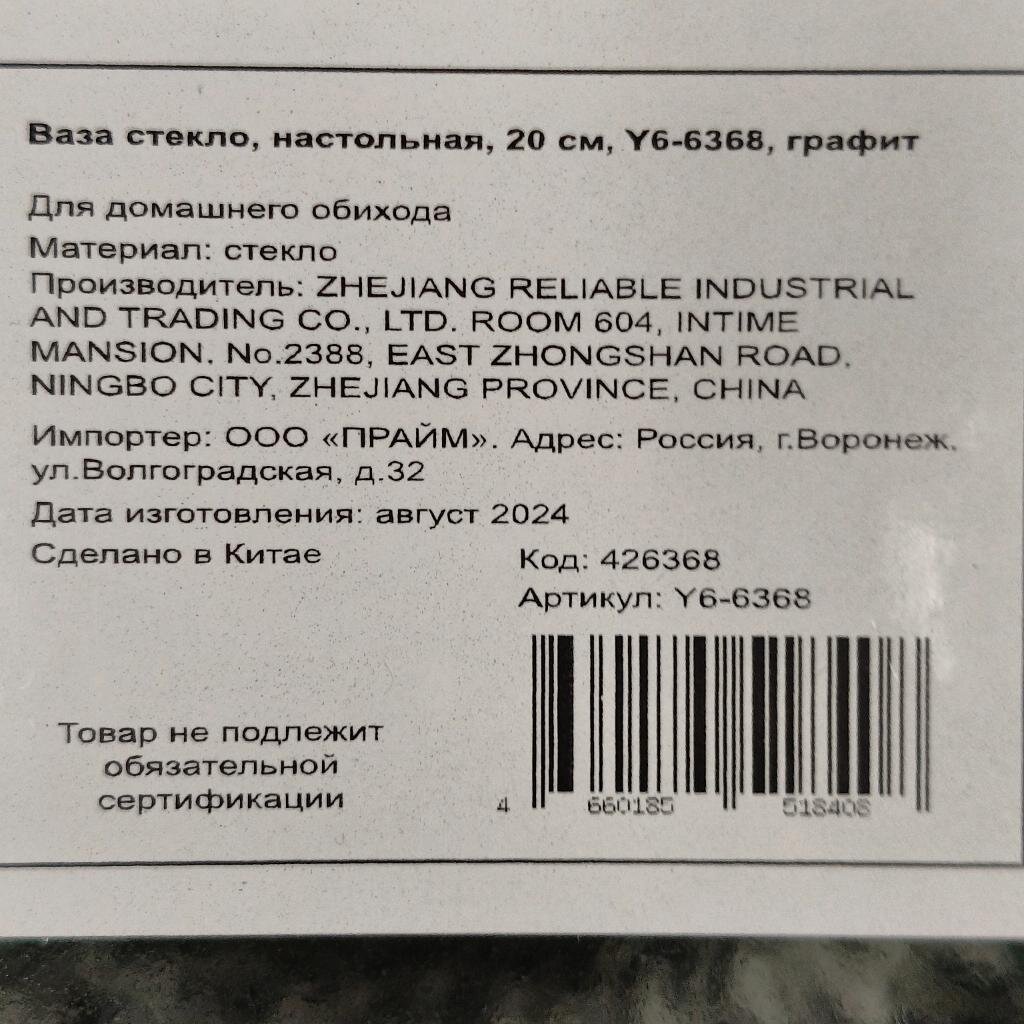 Ваза стекло, настольная, 20 см, Y6-6368, графит
Для домашнего обихода
Материал: стекло
Производитель: ZHEJIANG RELIABLE INDUSTRIAL
AND TRADING CO., LTD. ROOM 604, INTIME
MANSION. No.2388, EAST ZHONGSHAN ROAD,
NINGBO CITY, ZHEJIANG PROVINCE, CHINA
Импортер: ООО «ПРАЙМ». Адрес: Россия, г.Воронеж,
ул.Волгоградская, д.32
Дата изготовления: август 2024
Сделано в Китае
Код: 426368
Артикул: Y6-6368
Товар не подлежит
обязательной
сертификации
4 660185 518408